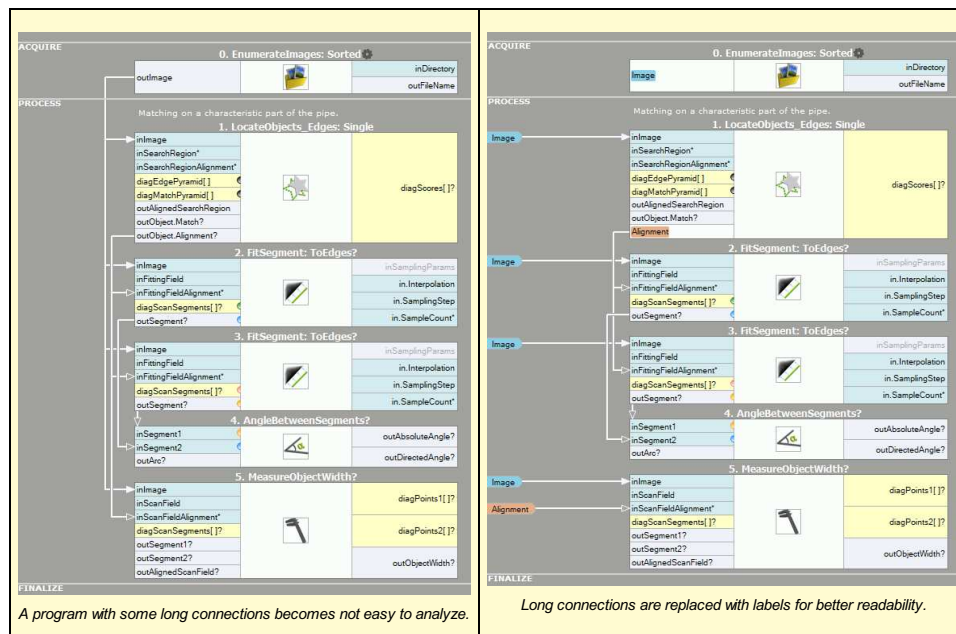 ACQUIRE
0. EnumerateImages: Sorted
outImage
inDirectory
outFileName
PROCESS
Matching on a characteristic part of the pipe.
1. LocateObjects_Edges: Single
inImage
inSearchRegion*
inSearchRegionAlignment*
diagEdgePyramid[ ]
diagMatchPyramid[ ]
outAlignedSearchRegion
outObject.Match?
outObject.Alignment?
diagScores[ ]?
2. FitSegment: ToEdges?
inImage
inFittingField
inFittingFieldAlignment*
diagScanSegments[ ]?
outSegment?
inSamplingParams
in.Interpolation
in.SamplingStep
in.SampleCount*
3. FitSegment: ToEdges?
inImage
inFittingField
inFittingFieldAlignment*
diagScanSegments[ ]?
outSegment?
inSamplingParams
in.Interpolation
in.SamplingStep
in.SampleCount*
4. AngleBetweenSegments?
inSegment1
inSegment2
outArc?
outAbsoluteAngle?
outDirectedAngle?
5. MeasureObjectWidth?
inImage
inScanField
inScanFieldAlignment*
diagScanSegments[ ]?
outSegment1?
outSegment2?
outAlignedScanField?
diagPoints1[ ]?
diagPoints2[ ]?
outObjectWidth?
FINALIZE
A program with some long connections becomes not easy to analyze.
ACQUIRE
0. EnumerateImages: Sorted
Image
inDirectory
outFileName
PROCESS
Matching on a characteristic part of the pipe.
1. LocateObjects_Edges: Single
Image
inImage
inSearchRegion*
inSearchRegionAlignment*
diagEdgePyramid[ ]
diagMatchPyramid[ ]
outAlignedSearchRegion
outObject.Match?
Alignment
diagScores[ ]?
2. FitSegment: ToEdges?
Image
inImage
inFittingField
inFittingFieldAlignment*
diagScanSegments[ ]?
outSegment?
inSamplingParams
in.Interpolation
in.SamplingStep
in.SampleCount*
3. FitSegment: ToEdges?
Image
inImage
inFittingField
inFittingFieldAlignment*
diagScanSegments[ ]?
outSegment?
inSamplingParams
in.Interpolation
in.SamplingStep
in.SampleCount*
4. AngleBetweenSegments?
inSegment1
inSegment2
outArc?
outAbsoluteAngle?
outDirectedAngle?
5. MeasureObjectWidth?
Image
inImage
inScanField
Alignment
inScanFieldAlignment*
diagScanSegments[ ]?
outSegment1?
outSegment2?
outAlignedScanField?
diagPoints1[ ]?
diagPoints2[ ]?
outObjectWidth?
FINALIZE
Long connections are replaced with labels for better readability.